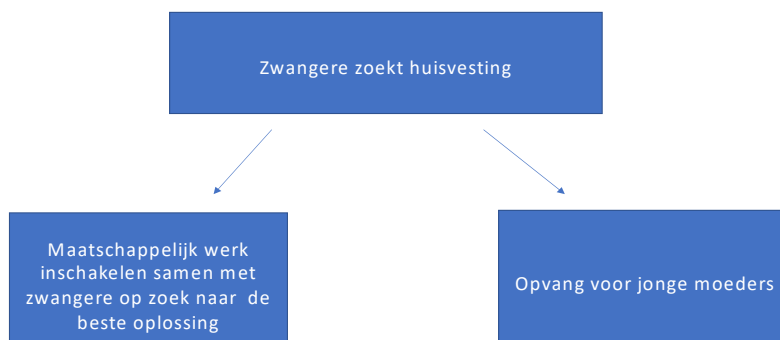 Zwangere zoekt huisvesting
Maatschappelijk werk
inschakelen samen met
zwangere op zoek naar de
beste oplossing
Opvang voor jonge moeders